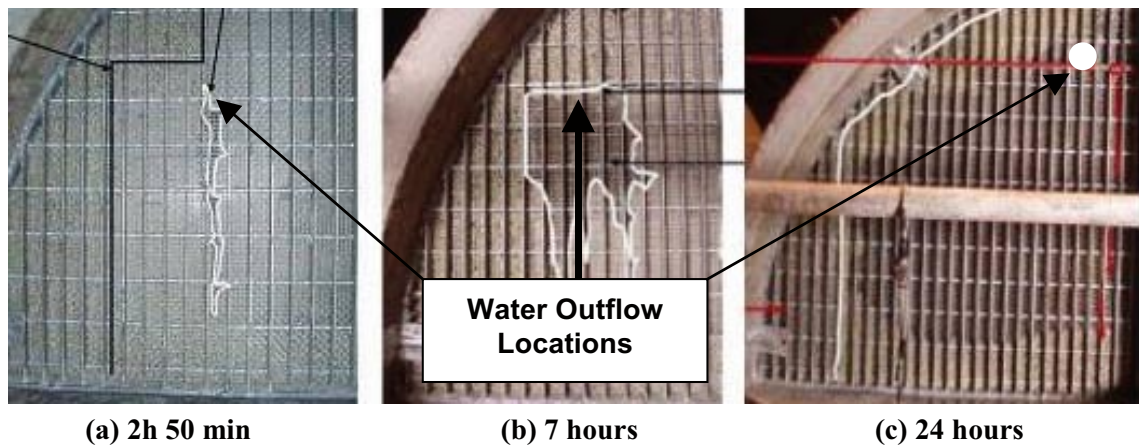 Water Outflow
Locations
(a) 2h 50 min
(b) 7 hours
(c) 24 hours